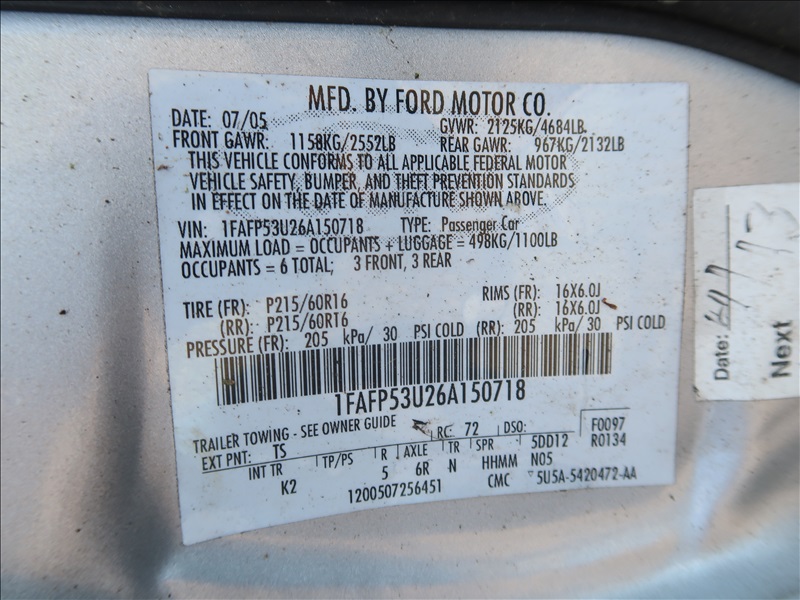 MFD. BY FORD MOTOR CO.
DATE: 07/05 GVWR: 2125KG/4684LB
FRONT GAWR: 1158KG/2552LB REAR GAWR: 967KG/2132LB
THIS VEHICLE CONFORMS TO ALL APPLICABLE FEDERAL MOTOR
VEHICLE SAFETY, BUMPER, AND THEFT PREVENTION STANDARDS
IN EFFECT ON THE DATE OF MANUFACTURE SHOWN ABOVE.
VIN: 1FAFP53U26A150718 TYPE: Passenger Car
MAXIMUM LOAD = OCCUPANTS + LUGGAGE = 498KG/1100LB
OCCUPANTS = 6 TOTAL; 3 FRONT, 3 REAR
TIRE (FR): P215/60R16 RIMS (FR): 16X6.0J
(RR): P215/60R16 (RR): 16X6.0J
PRESSURE (FR): 205 kPa/ 30 PSI COLD (RR): 205 kPa/ 30 PSI COLD
1FAFP53U26A150718
TRAILER TOWING - SEE OWNER GUIDE RC: 72 DSO: F0097
EXT PNT: TS R AXLE TR SPR 5DD12 R0134
INT TR TP/PS 5 6R N HHMM N05
K2 1200507256451 CMC 5U5A-5420472-AA
Date:
Next